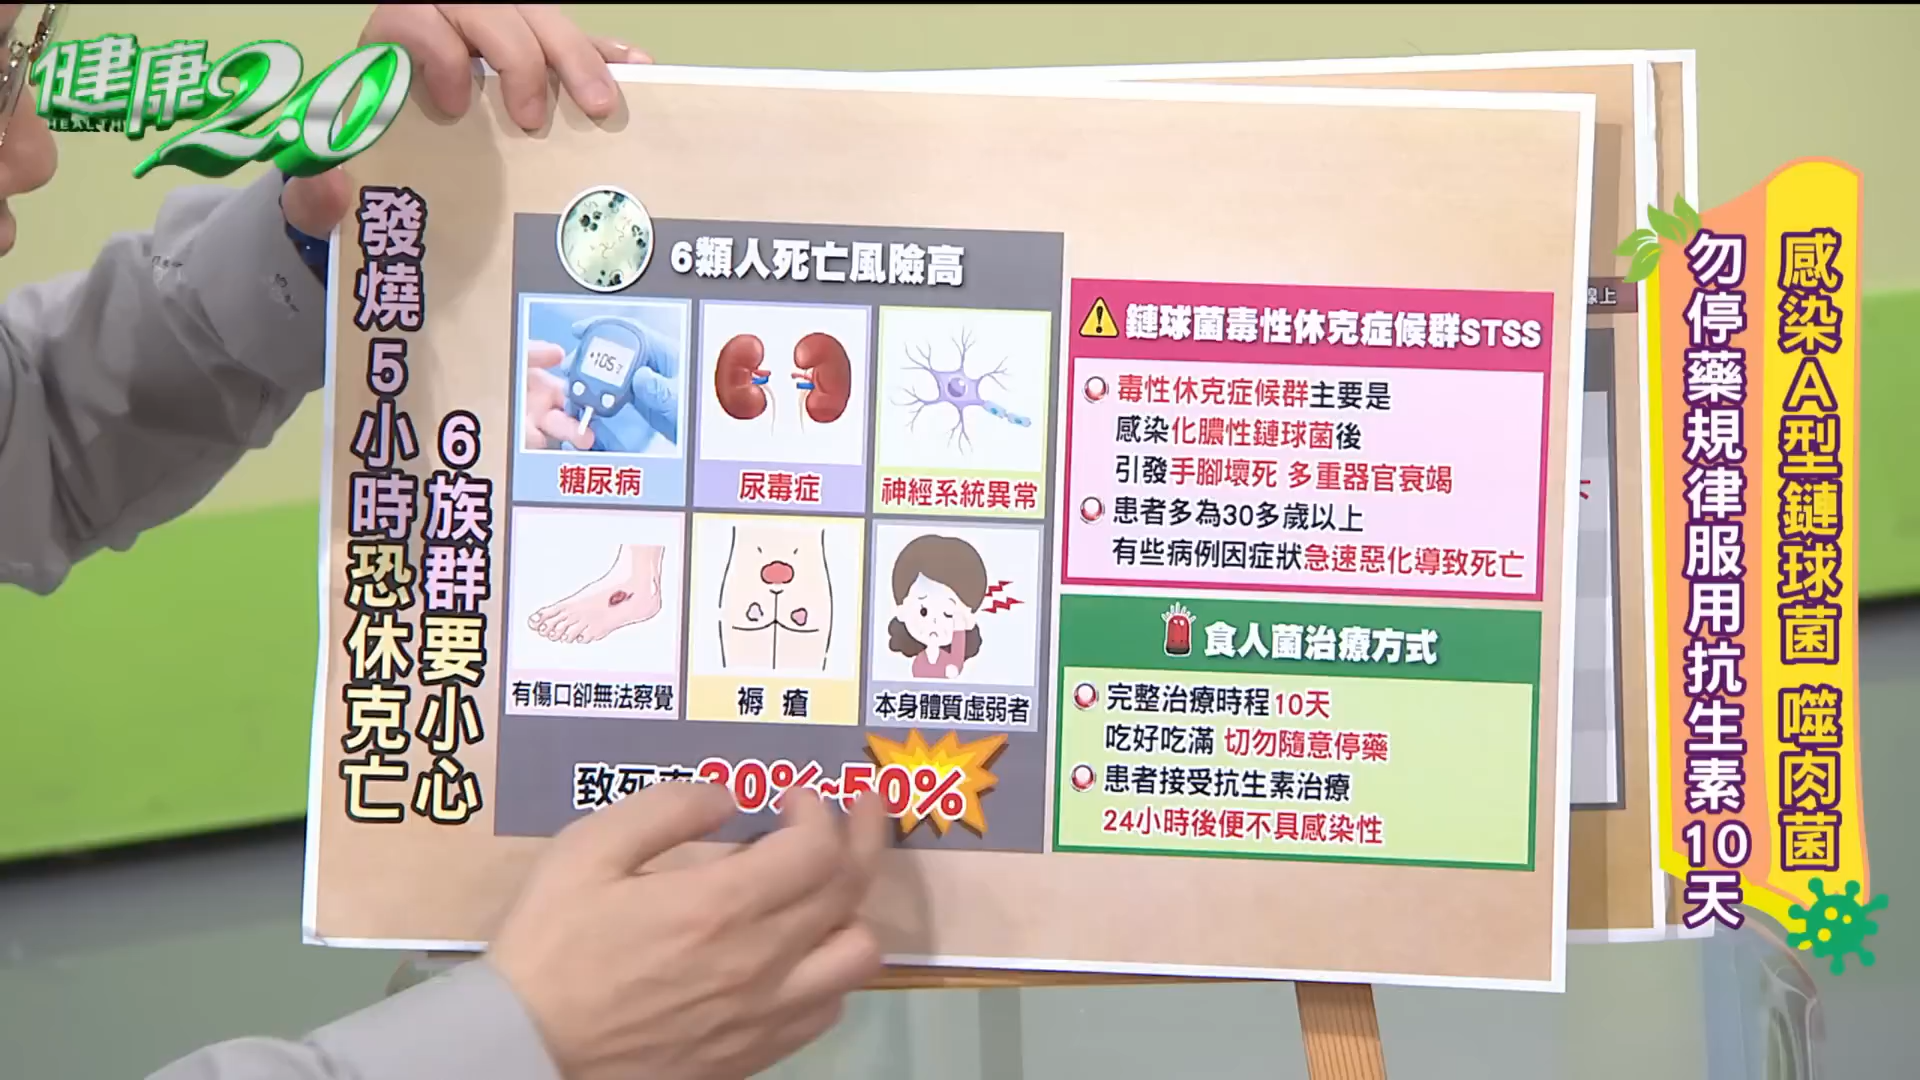 健康2.0
HEALTH
發燒5小時恐休克亡
6族群要小心
6類人死亡風險高
糖尿病
尿毒症
神經系統異常
有傷口卻無法察覺
褥瘡
本身體質虛弱者
致死率30%~50%
鏈球菌毒性休克症候群STSS
毒性休克症候群主要是
感染化膿性鏈球菌後
引發手腳壞死 多重器官衰竭
患者多為30多歲以上
有些病例因症狀急速惡化導致死亡
食人菌治療方式
完整治療時程10天
吃好吃滿 切勿隨意停藥
患者接受抗生素治療
24小時後便不具感染性
感染A型鏈球菌 噬肉菌
勿停藥規律服用抗生素10天